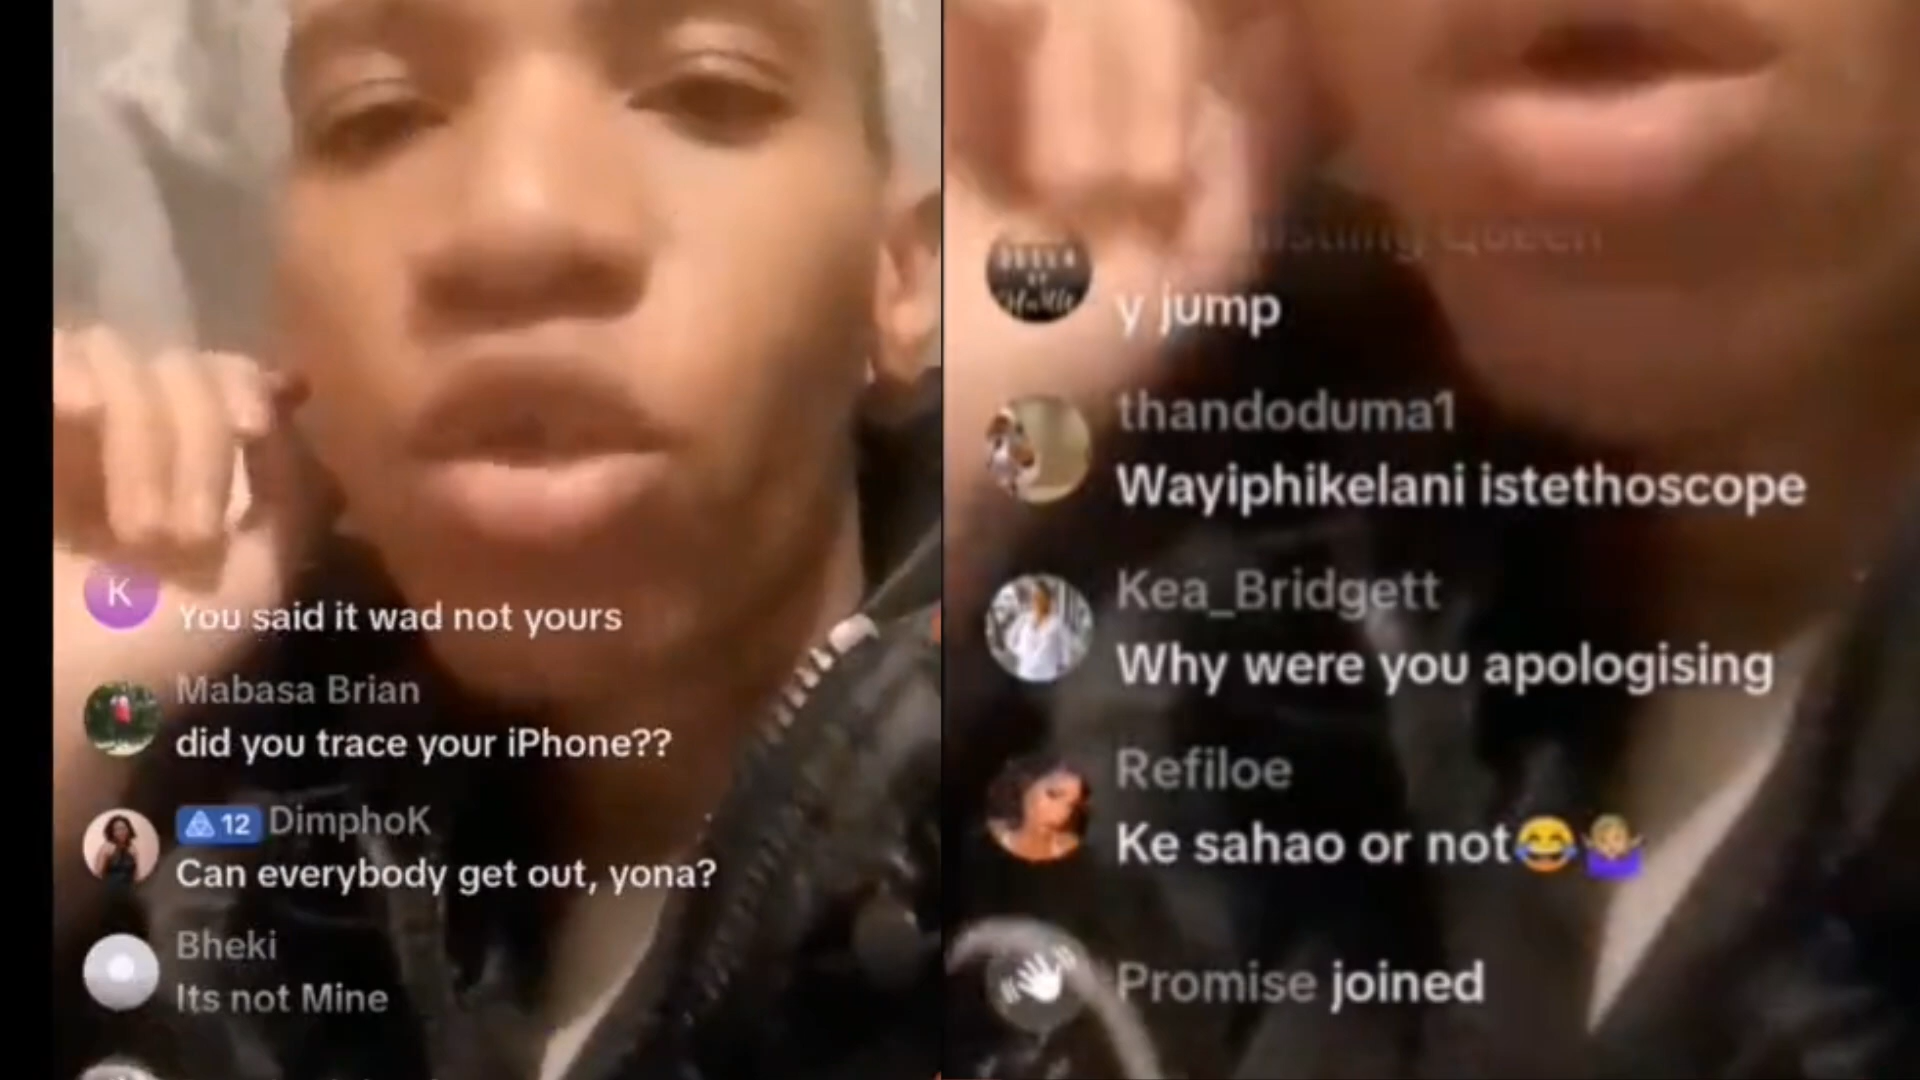 K
You said it wad not yours
Mabasa Brian
did you trace your iPhone??
12 DimphoK
Can everybody get out, yona?
Bheki
Its not Mine
Queen
y jump
thandoduma1
Wayiphikelani istethoscope
Kea_Bridgett
Why were you apologising
Refiloe
Ke sahao or not😂🤷🏼
Promise joined